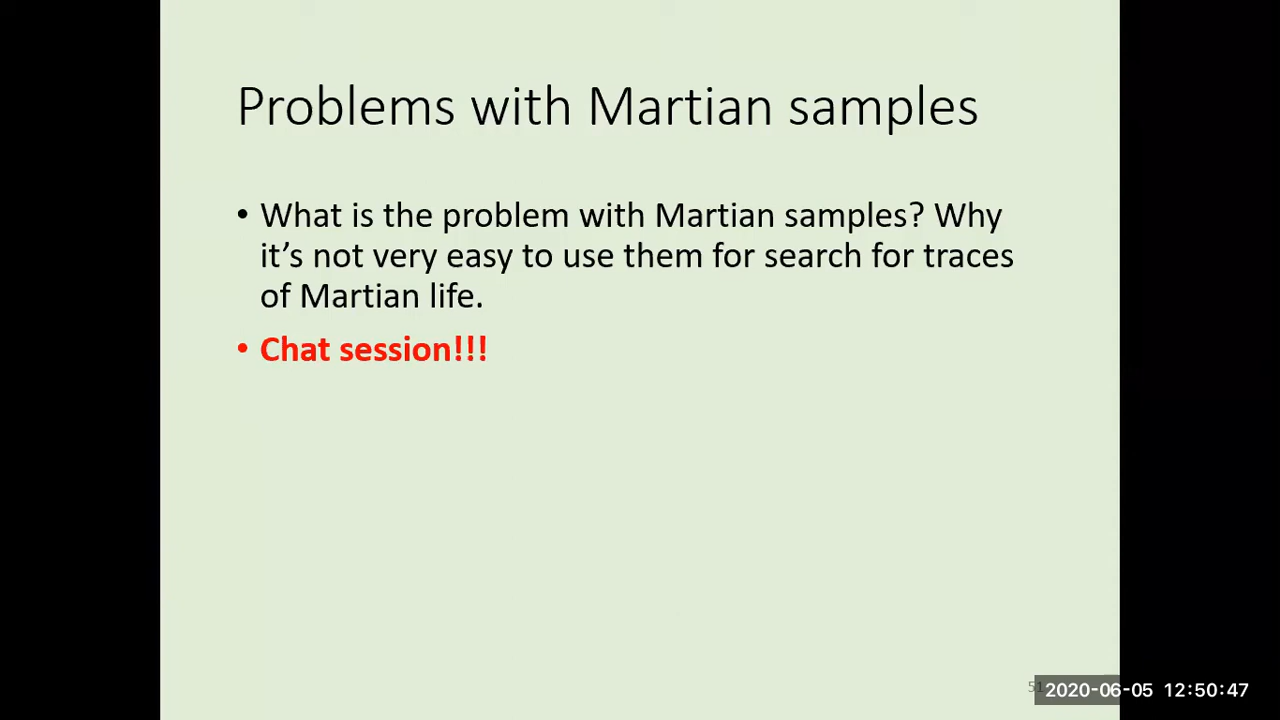 Problems with Martian samples
• What is the problem with Martian samples? Why
it’s not very easy to use them for search for traces
of Martian life.
• Chat session!!!
51
2020-06-05 12:50:47